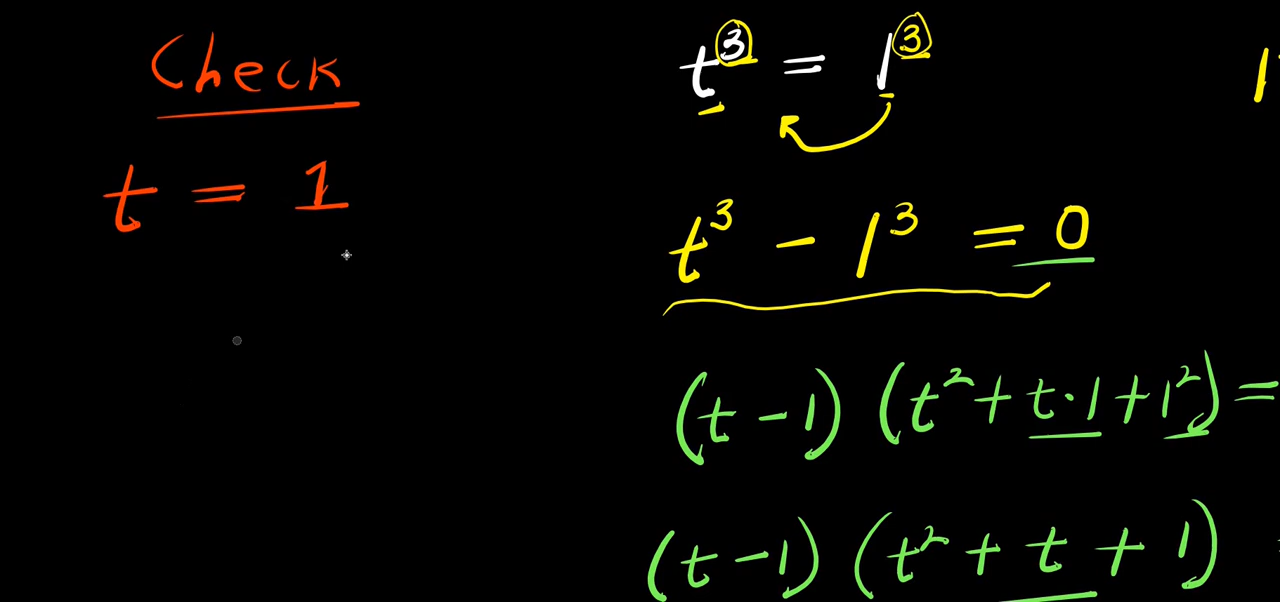 Check
t = 1
t³ = 1³
t³ - 1³ = 0
(t - 1) (t² + t · 1 + 1²) =
(t - 1) (t² + t + 1)